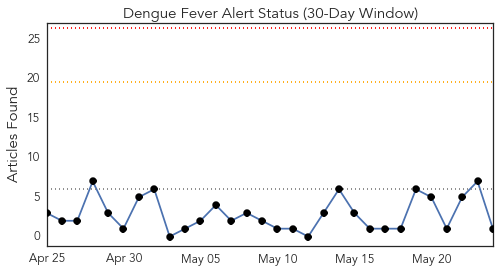 Dengue Fever Alert Status (30-Day Window)
Articles Found
25
20
15
10
5
0
Apr 25
Apr 30
May 05
May 10
May 15
May 20